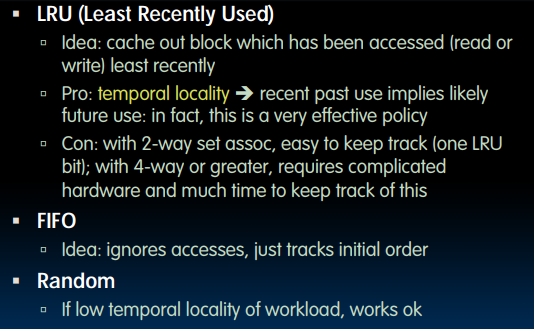 ▪ LRU (Least Recently Used)
▫ Idea: cache out block which has been accessed (read or
write) least recently
▫ Pro: temporal locality ➔ recent past use implies likely
future use: in fact, this is a very effective policy
▫ Con: with 2-way set assoc, easy to keep track (one LRU
bit); with 4-way or greater, requires complicated
hardware and much time to keep track of this
▪ FIFO
▫ Idea: ignores accesses, just tracks initial order
▪ Random
▫ If low temporal locality of workload, works ok